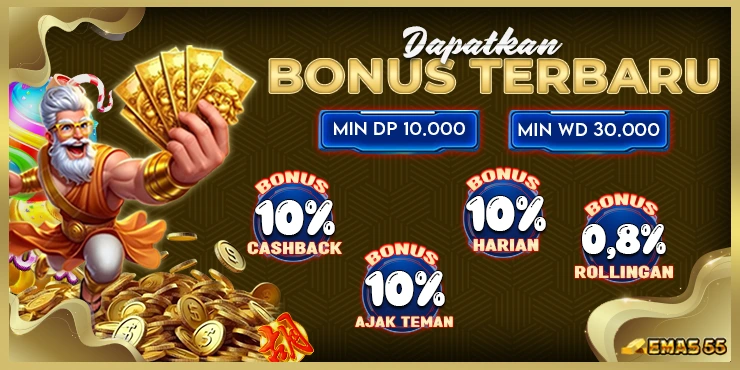 Dapatkan
BONUS TERBARU
MIN DP 10.000
MIN WD 30.000
BONUS
10%
CASHBACK
BONUS
10%
AJAK TEMAN
BONUS
10%
HARIAN
BONUS
0,8%
ROLLINGAN
EMAS 55